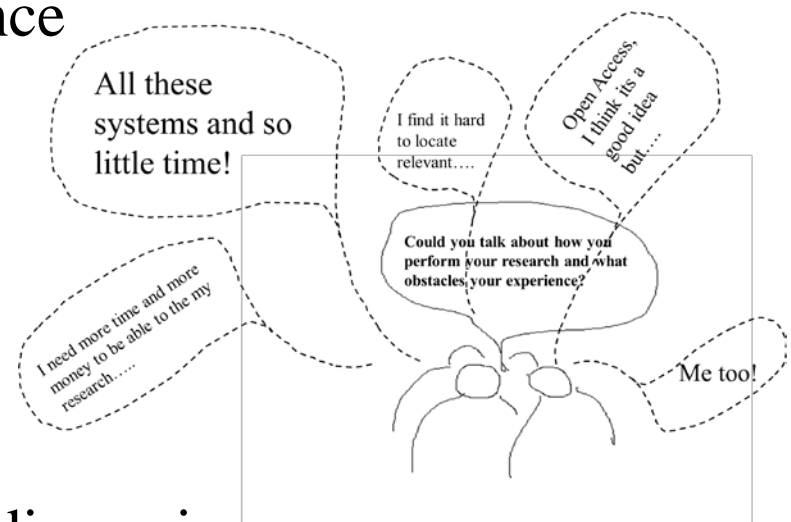 nce
All these
systems and so
little time!
I find it hard
to locate
relevant….
Open Access,
I think its a
good idea
but….
Could you talk about how you
perform your research and what
obstacles your experience?
I need more time and more
money to be able to the my
research…..
Me too!